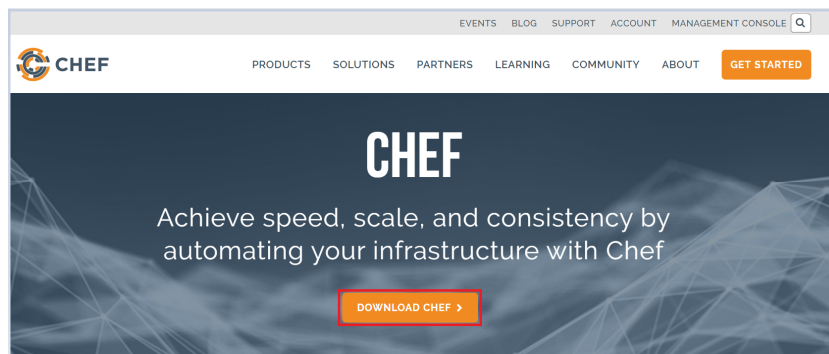 EVENTS BLOG SUPPORT ACCOUNT MANAGEMENT CONSOLE
CHEF PRODUCTS SOLUTIONS PARTNERS LEARNING COMMUNITY ABOUT GET STARTED
CHEF
Achieve speed, scale, and consistency by
automating your infrastructure with Chef
DOWNLOAD CHEF >